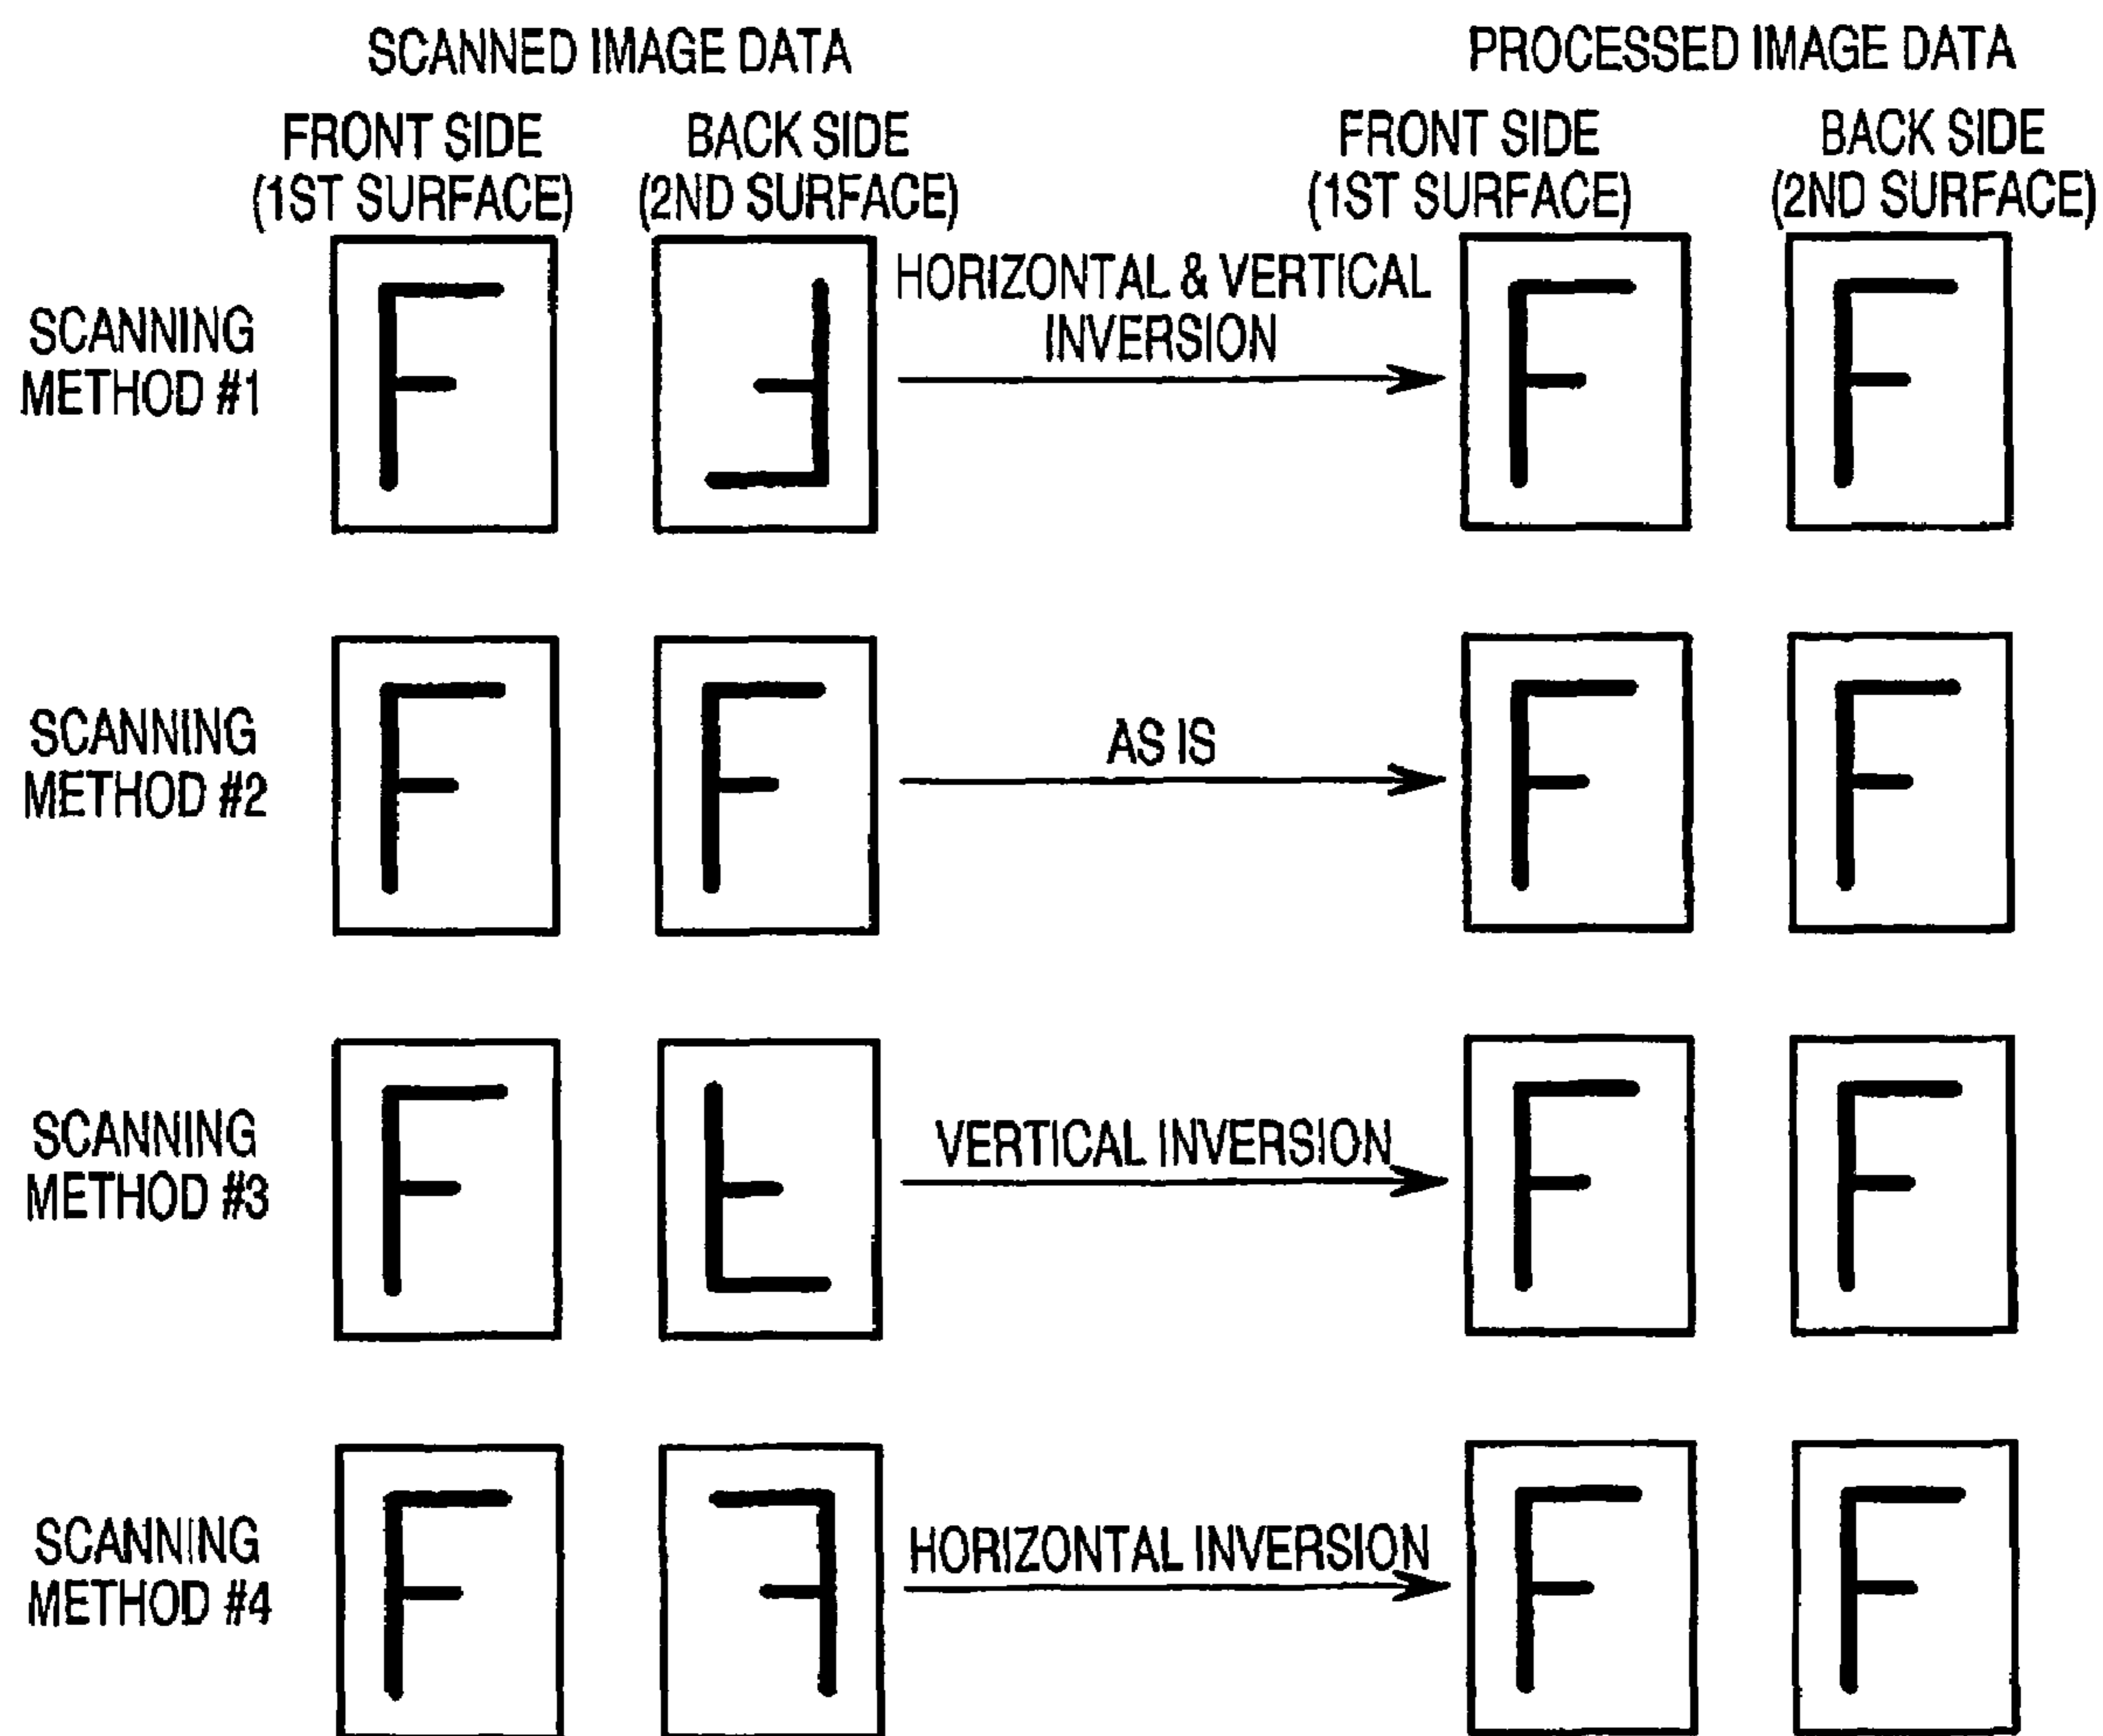 SCANNED IMAGE DATA
PROCESSED IMAGE DATA
FRONT SIDE
(1ST SURFACE)
BACK SIDE
(2ND SURFACE)
FRONT SIDE
(1ST SURFACE)
BACK SIDE
(2ND SURFACE)
SCANNING
METHOD #1
F
F
HORIZONTAL & VERTICAL
INVERSION
F
F
SCANNING
METHOD #2
F
F
AS IS
F
F
SCANNING
METHOD #3
F
F
VERTICAL INVERSION
F
F
SCANNING
METHOD #4
F
F
HORIZONTAL INVERSION
F
F